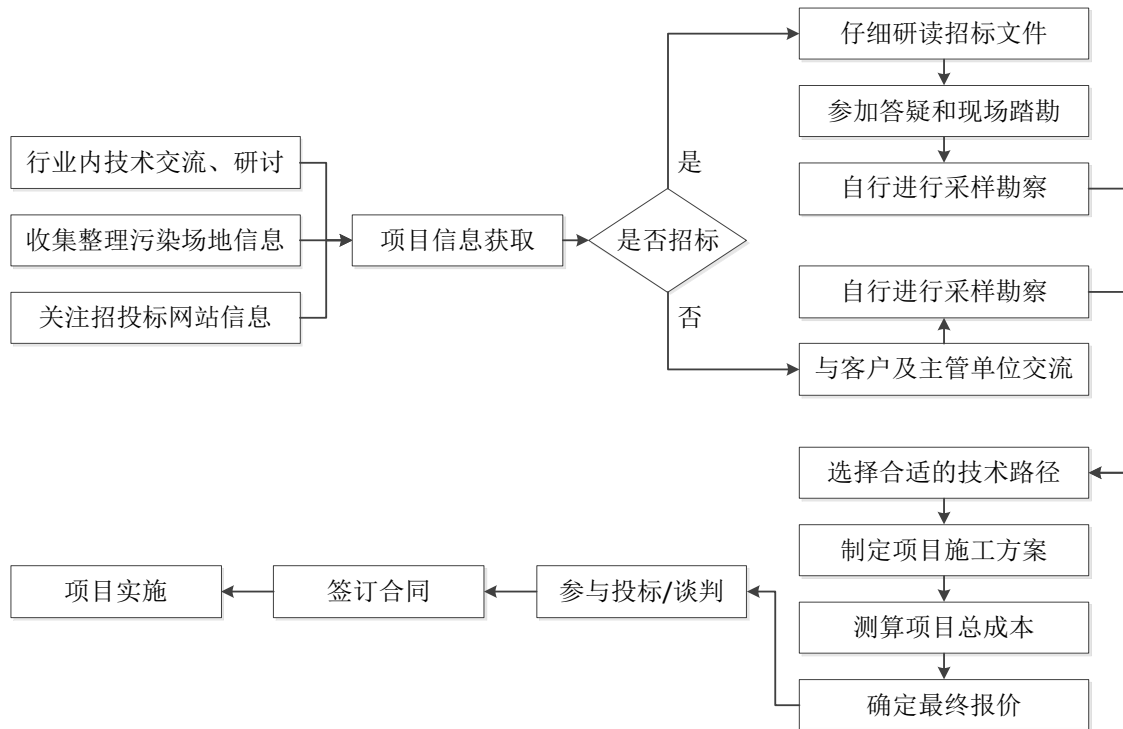 行业内技术交流、研讨
收集整理污染场地信息
关注招投标网站信息
项目信息获取
是否招标
是
仔细研读招标文件
参加答疑和现场踏勘
自行进行采样勘察
否
自行进行采样勘察
与客户及主管单位交流
选择合适的技术路径
制定项目施工方案
测算项目总成本
确定最终报价
参与投标/谈判
签订合同
项目实施